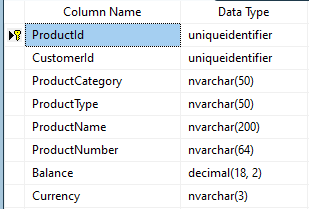 Column Name Data Type
ProductId uniqueidentifier
CustomerId uniqueidentifier
ProductCategory nvarchar(50)
ProductType nvarchar(50)
ProductName nvarchar(200)
ProductNumber nvarchar(64)
Balance decimal(18, 2)
Currency nvarchar(3)